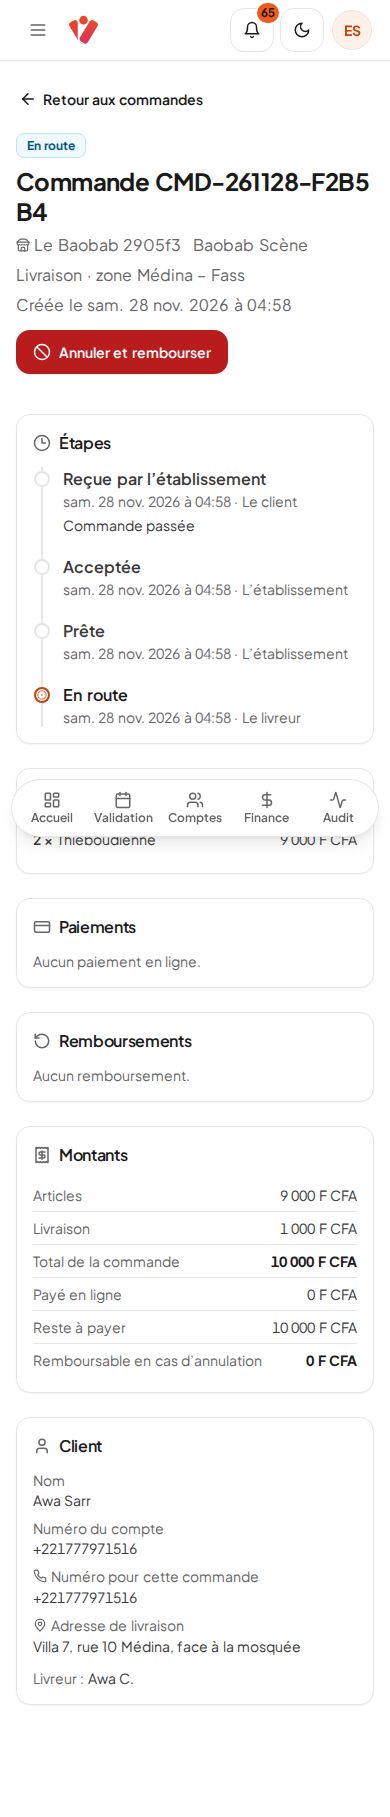 65
ES
Retour aux commandes
En route
Commande CMD-261128-F2B5
B4
Le Baobab 2905f3 Baobab Scène
Livraison · zone Médina – Fass
Créée le sam. 28 nov. 2026 à 04:58
Annuler et rembourser
Étapes
Reçue par l’établissement
sam. 28 nov. 2026 à 04:58 · Le client
Commande passée
Acceptée
sam. 28 nov. 2026 à 04:58 · L’établissement
Prête
sam. 28 nov. 2026 à 04:58 · L’établissement
En route
sam. 28 nov. 2026 à 04:58 · Le livreur
Accueil Validation Comptes Finance Audit
2 × Thieboudienne 9 000 F CFA
Paiements
Aucun paiement en ligne.
Remboursements
Aucun remboursement.
Montants
Articles 9 000 F CFA
Livraison 1 000 F CFA
Total de la commande 10 000 F CFA
Payé en ligne 0 F CFA
Reste à payer 10 000 F CFA
Remboursable en cas d’annulation 0 F CFA
Client
Nom
Awa Sarr
Numéro du compte
+221777971516
Numéro pour cette commande
+221777971516
Adresse de livraison
Villa 7, rue 10 Médina, face à la mosquée
Livreur : Awa C.